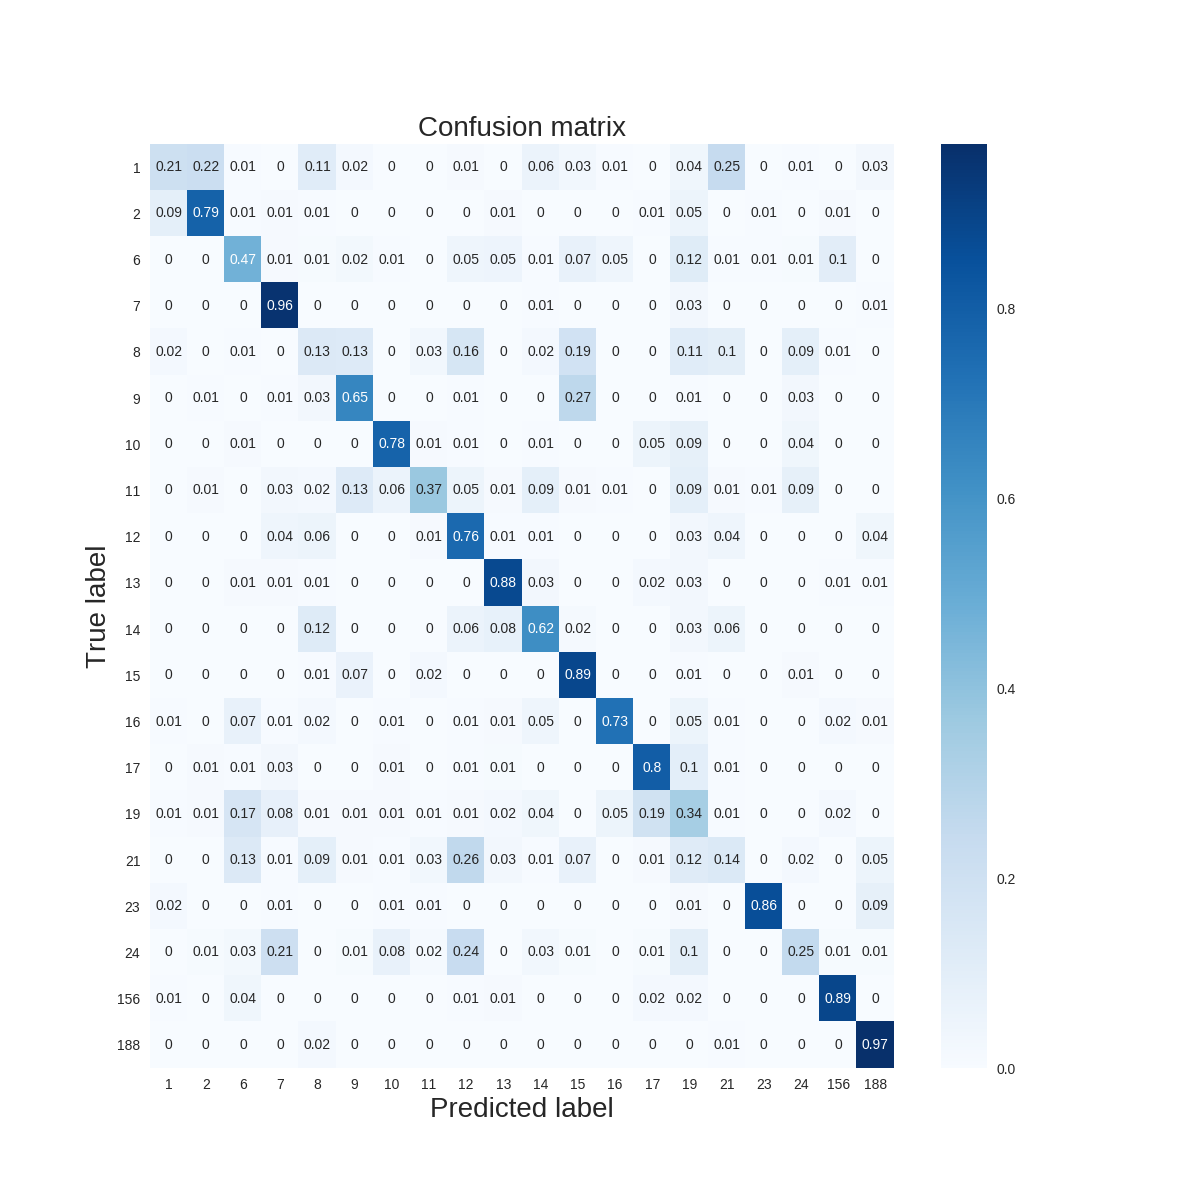 Confusion matrix
1 0.21 0.22 0.01 0 0.11 0.02 0 0 0.01 0 0.06 0.03 0.01 0 0.04 0.25 0 0.01 0 0.03
2 0.09 0.79 0.01 0.01 0.01 0 0 0 0 0.01 0 0 0 0.01 0.05 0 0.01 0 0.01 0
6 0 0 0.47 0.01 0.01 0.02 0.01 0 0.05 0.05 0.01 0.07 0.05 0 0.12 0.01 0.01 0.01 0.1 0
7 0 0 0 0.96 0 0 0 0 0 0 0.01 0 0 0 0.03 0 0 0 0 0.01
0.8
8 0.02 0 0.01 0 0.13 0.13 0 0.03 0.16 0 0.02 0.19 0 0 0.11 0.1 0 0.09 0.01 0
9 0 0.01 0 0.01 0.03 0.65 0 0 0.01 0 0 0.27 0 0 0.01 0 0 0.03 0 0
10 0 0 0.01 0 0 0 0.78 0.01 0.01 0 0.01 0 0 0.05 0.09 0 0 0.04 0 0
11 0 0.01 0 0.03 0.02 0.13 0.06 0.37 0.05 0.01 0.09 0.01 0.01 0 0.09 0.01 0.01 0.09 0 0
0.6
12 0 0 0 0.04 0.06 0 0 0.01 0.76 0.01 0.01 0 0 0 0.03 0.04 0 0 0 0.04
13 0 0 0.01 0.01 0.01 0 0 0 0 0.88 0.03 0 0 0.02 0.03 0 0 0 0.01 0.01
True label
14 0 0 0 0 0.12 0 0 0 0.06 0.08 0.62 0.02 0 0 0.03 0.06 0 0 0 0
15 0 0 0 0 0.01 0.07 0 0.02 0 0 0 0.89 0 0 0.01 0 0 0.01 0 0
0.4
16 0.01 0 0.07 0.01 0.02 0 0.01 0 0.01 0.01 0.05 0 0.73 0 0.05 0.01 0 0 0.02 0.01
17 0 0.01 0.01 0.03 0 0 0.01 0 0.01 0.01 0 0 0 0.8 0.1 0.01 0 0 0 0
19 0.01 0.01 0.17 0.08 0.01 0.01 0.01 0.01 0.01 0.02 0.04 0 0.05 0.19 0.34 0.01 0 0 0.02 0
21 0 0 0.13 0.01 0.09 0.01 0.01 0.03 0.26 0.03 0.01 0.07 0 0.01 0.12 0.14 0 0.02 0 0.05
0.2
23 0.02 0 0 0.01 0 0 0.01 0.01 0 0 0 0 0 0 0.01 0 0.86 0 0 0.09
24 0 0.01 0.03 0.21 0 0.01 0.08 0.02 0.24 0 0.03 0.01 0 0.01 0.1 0 0 0.25 0.01 0.01
156 0.01 0 0.04 0 0 0 0 0 0.01 0.01 0 0 0 0.02 0.02 0 0 0 0.89 0
188 0 0 0 0 0.02 0 0 0 0 0 0 0 0 0 0 0.01 0 0 0 0.97
0.0
1 2 6 7 8 9 10 11 12 13 14 15 16 17 19 21 23 24 156 188
Predicted label